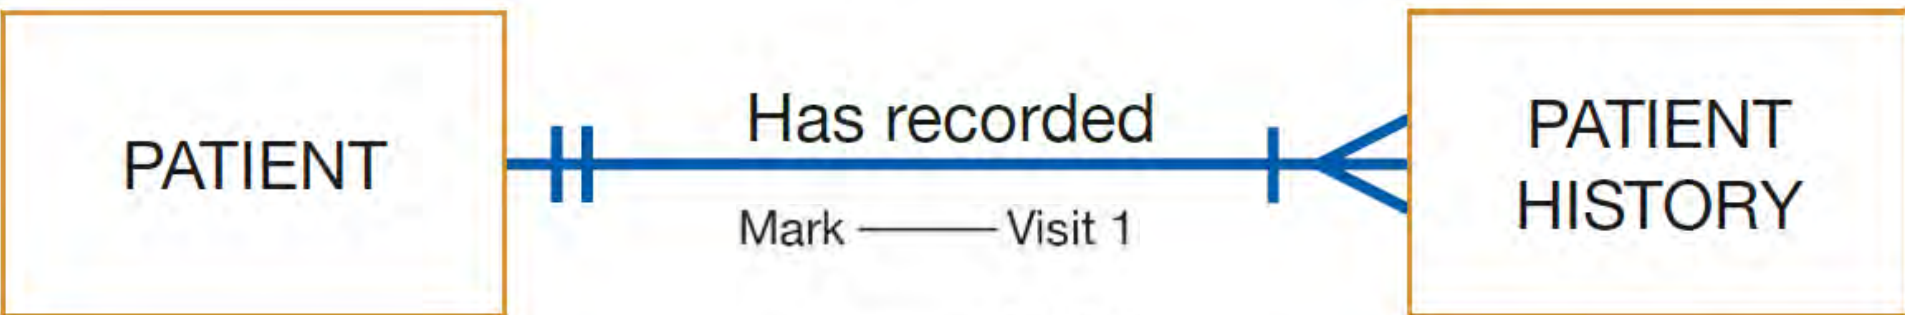 PATIENT
Has recorded
Mark Visit 1
PATIENT
HISTORY